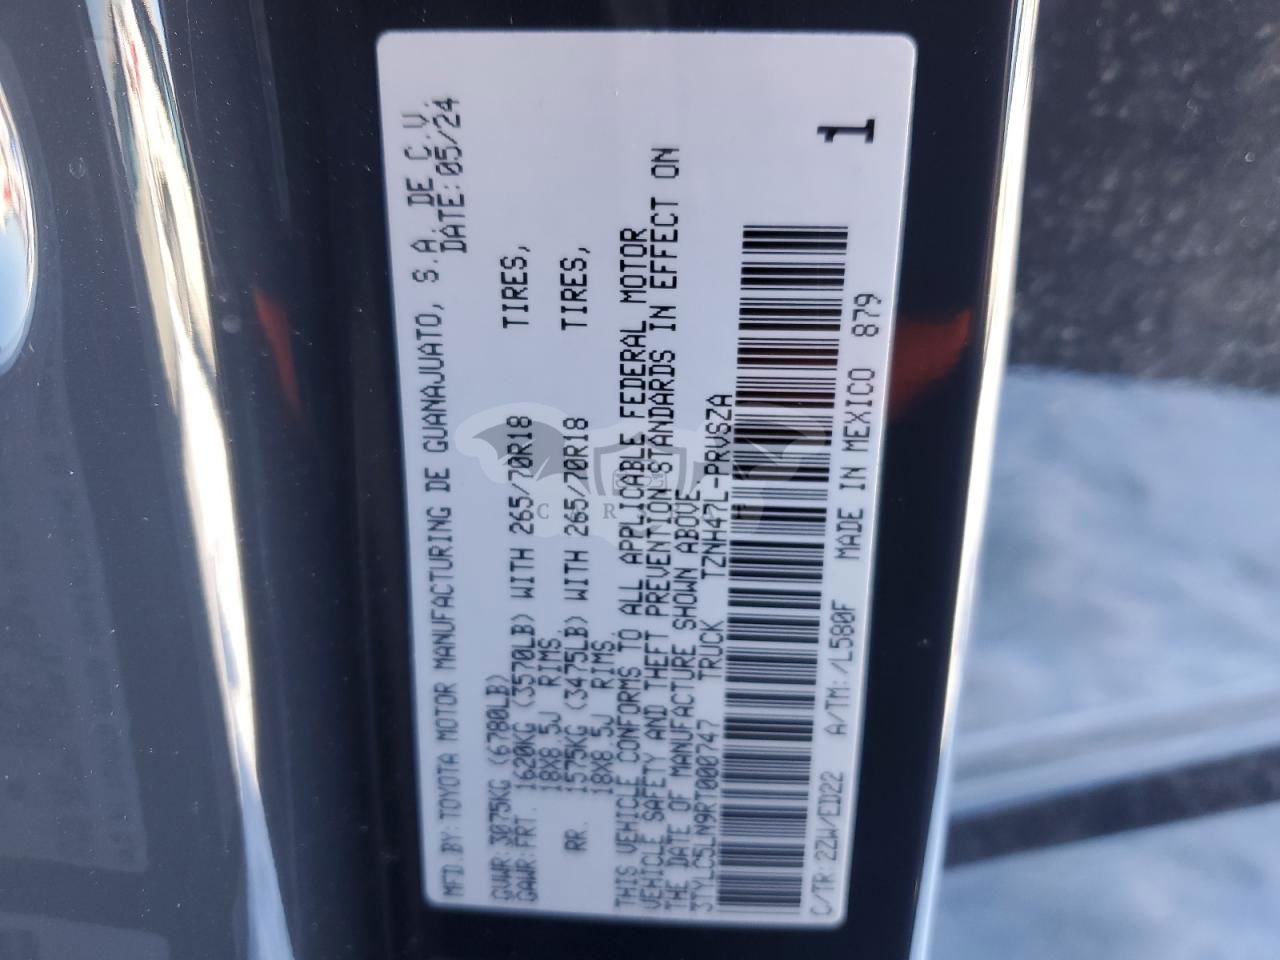 MFD.BY:TOYOTA MOTOR MANUFACTURING DE GUANAJUATO, S.A. DE C.V.
DATE:05/24
GVWR:3075KG (6780LB)
GAWR:FRT. 1620KG (3570LB) WITH 265/70R18 TIRES,
18X8.5J RIMS,
RR. 1575KG (3475LB) WITH 265/70R18 TIRES,
18X8.5J RIMS,
THIS VEHICLE CONFORMS TO ALL APPLICABLE FEDERAL MOTOR
VEHICLE SAFETY AND THEFT PREVENTION STANDARDS IN EFFECT ON
THE DATE OF MANUFACTURE SHOWN ABOVE.
3TYLC5LN9RT000747 TRUCK TZNH47L-PRVSZA
1
C/TR:2ZW/ED22 A/TM:/L580F MADE IN MEXICO 879